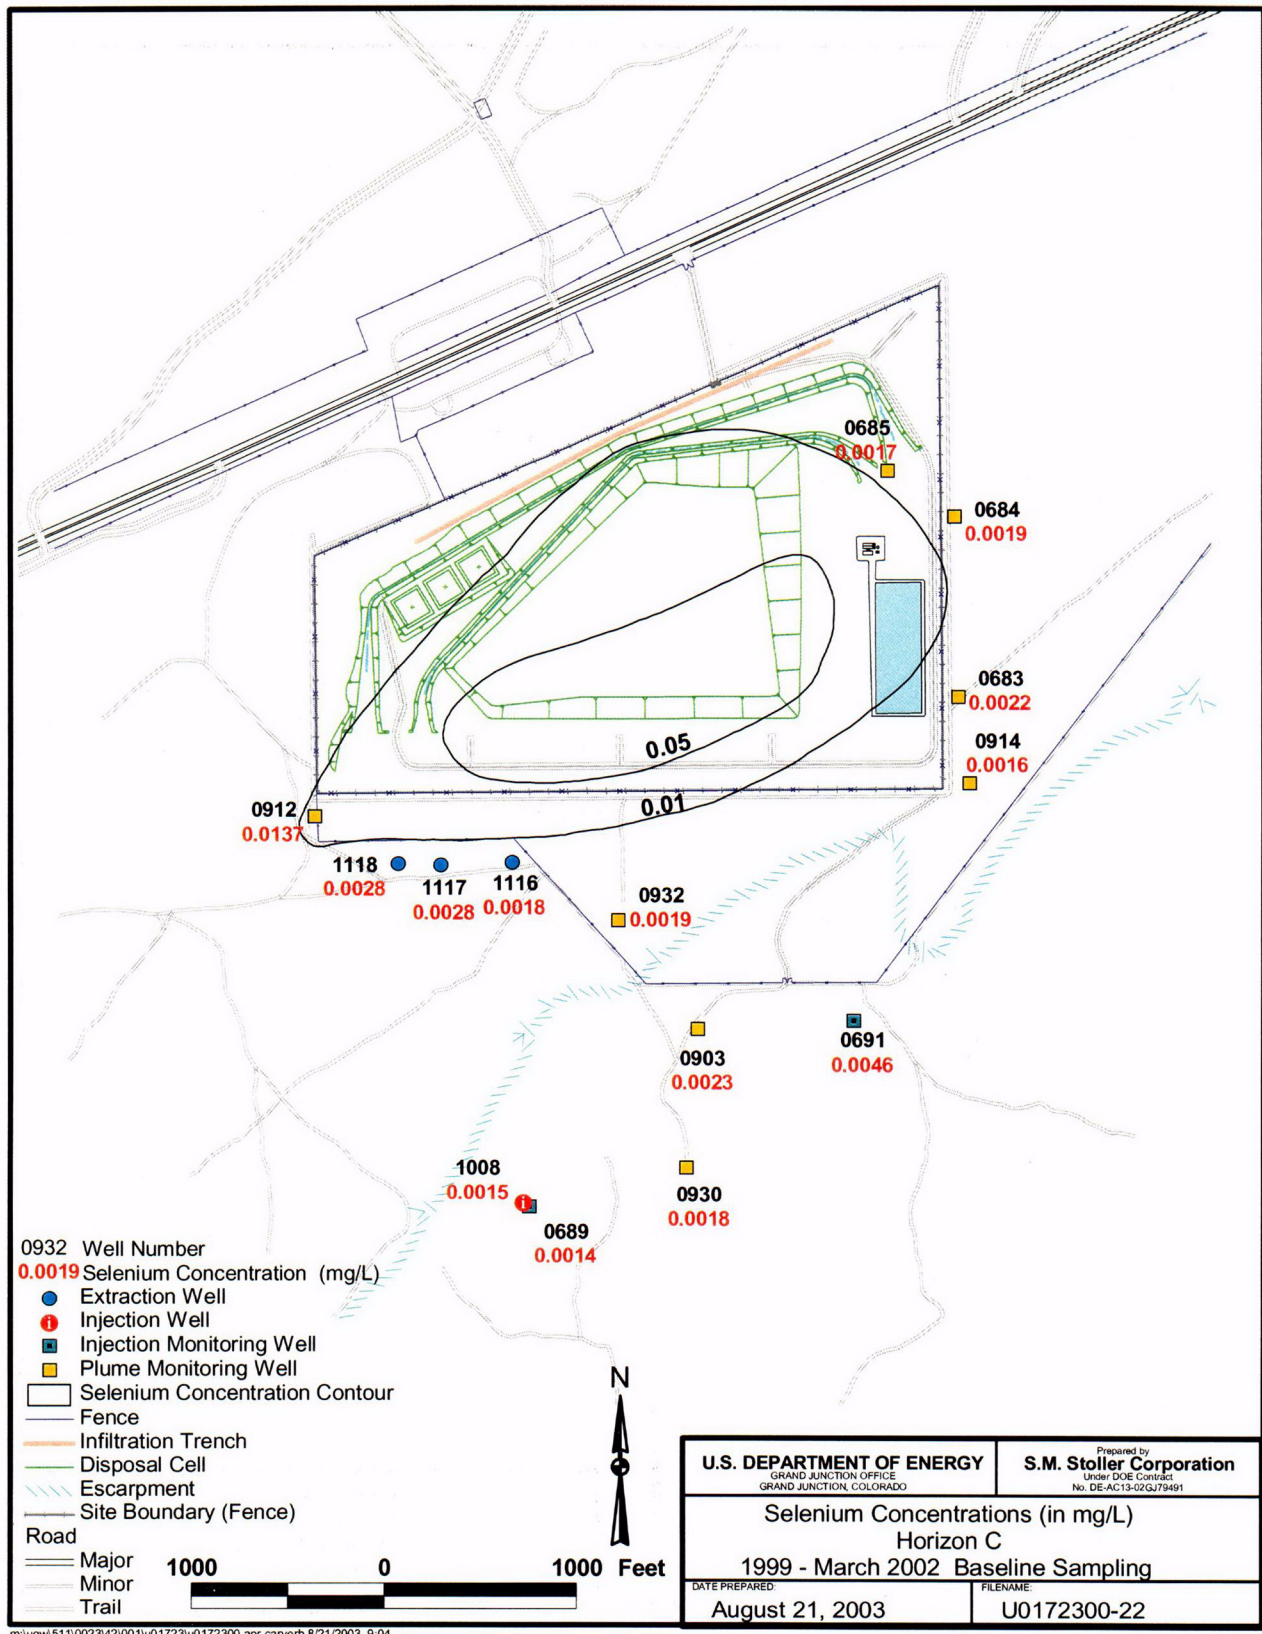 0685
0.0017
0684
0.0019
0683
0.0022
0.05
0914
0.0016
0.01
0912
0.0137
1118
0.0028
1117
0.0028
1116
0.0018
0932
0.0019
0903
0.0023
0691
0.0046
1008
0.0015
0930
0.0018
0689
0.0014
0932 Well Number
0.0019 Selenium Concentration (mg/L)
Extraction Well
i Injection Well
Injection Monitoring Well
Plume Monitoring Well
Selenium Concentration Contour
Fence
Infiltration Trench
Disposal Cell
Escarpment
Site Boundary (Fence)
Road
Major
Minor
Trail
N
1000 0 1000 Feet
U.S. DEPARTMENT OF ENERGY
GRAND JUNCTION OFFICE
GRAND JUNCTION, COLORADO
Prepared by
S.M. Stoller Corporation
Under DOE Contract
No. DE-AC13-02GJ79491
Selenium Concentrations (in mg/L)
Horizon C
1999 - March 2002 Baseline Sampling
DATE PREPARED:
August 21, 2003
FILENAME:
U0172300-22
8/21/2003 9:04